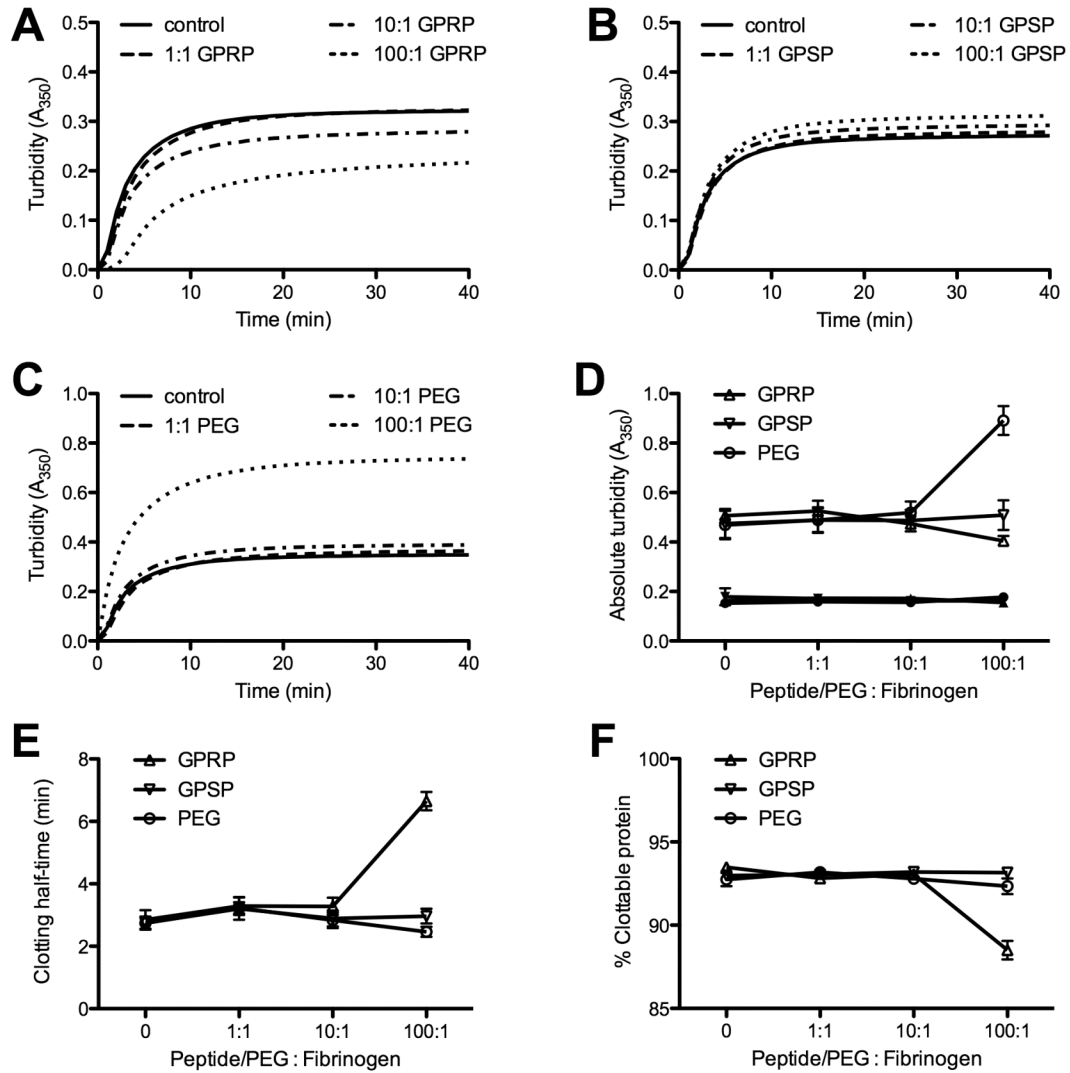 A
control
10:1 GPRP
1:1 GPRP
100:1 GPRP
Turbidity (A350)
0.5
0.4
0.3
0.2
0.1
0.0
0 10 20 30 40
Time (min)
B
control
10:1 GPSP
1:1 GPSP
100:1 GPSP
Turbidity (A350)
0.5
0.4
0.3
0.2
0.1
0.0
0 10 20 30 40
Time (min)
C
control
10:1 PEG
1:1 PEG
100:1 PEG
Turbidity (A350)
1.0
0.8
0.6
0.4
0.2
0.0
0 10 20 30 40
Time (min)
D
GPRP
GPSP
PEG
Absolute turbidity (A350)
1.0
0.8
0.6
0.4
0.2
0.0
0 1:1 10:1 100:1
Peptide/PEG : Fibrinogen
E
GPRP
GPSP
PEG
Clotting half-time (min)
8
6
4
2
0
0 1:1 10:1 100:1
Peptide/PEG : Fibrinogen
F
GPRP
GPSP
PEG
% Clottable protein
100
95
90
85
0 1:1 10:1 100:1
Peptide/PEG : Fibrinogen